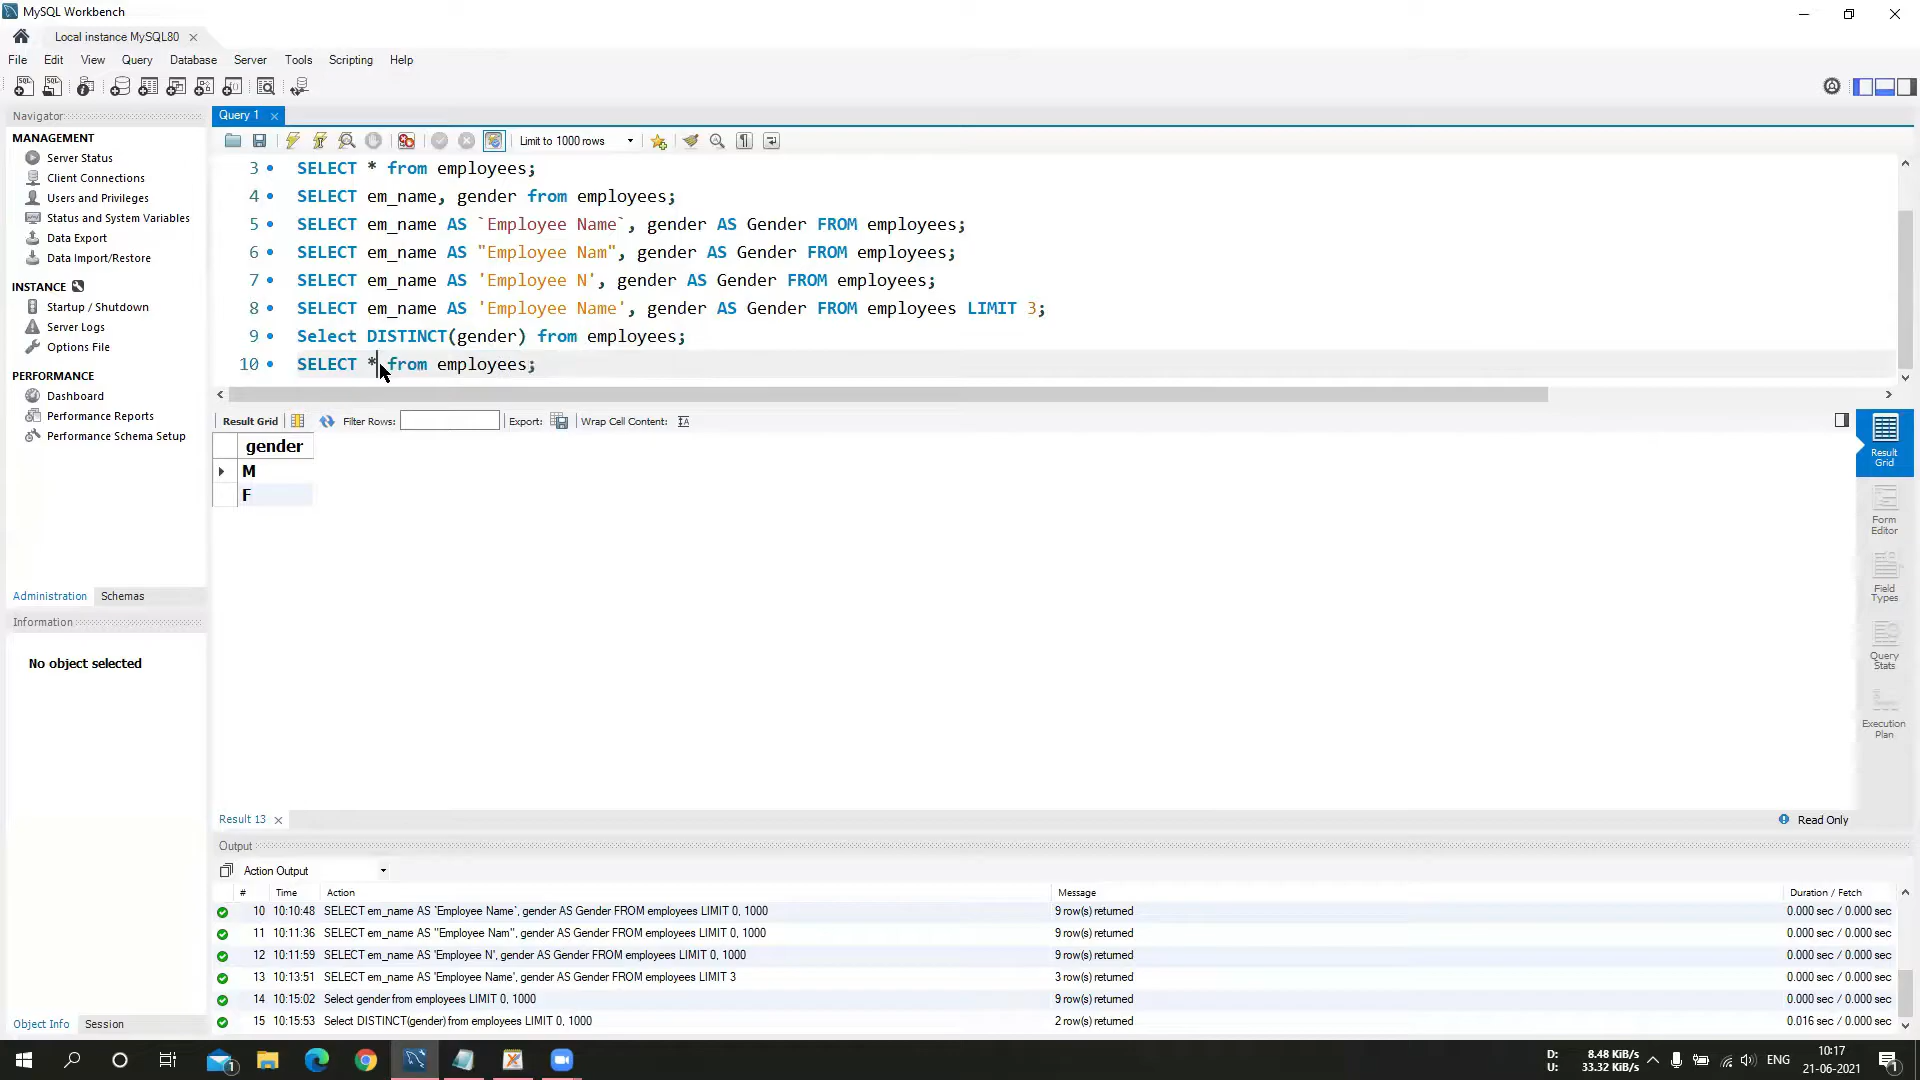 MySQL Workbench
Local instance MySQL80
File Edit View Query Database Server Tools Scripting Help
Navigator
MANAGEMENT
Server Status
Client Connections
Users and Privileges
Status and System Variables
Data Export
Data Import/Restore
INSTANCE
Startup / Shutdown
Server Logs
Options File
PERFORMANCE
Dashboard
Performance Reports
Performance Schema Setup
Administration Schemas
Information
No object selected
Object Info Session
Query 1
Limit to 1000 rows
3 SELECT * from employees;
4 SELECT em_name, gender from employees;
5 SELECT em_name AS `Employee Name`, gender AS Gender FROM employees;
6 SELECT em_name AS "Employee Nam", gender AS Gender FROM employees;
7 SELECT em_name AS 'Employee N', gender AS Gender FROM employees;
8 SELECT em_name AS 'Employee Name', gender AS Gender FROM employees LIMIT 3;
9 Select DISTINCT(gender) from employees;
10 SELECT * from employees;
Result Grid Filter Rows: Export: Wrap Cell Content:
gender
M
F
Result Grid
Form Editor
Field Types
Query Stats
Execution Plan
Result 13 Read Only
Output
Action Output
# Time Action Message Duration / Fetch
10 10:10:48 SELECT em_name AS `Employee Name`, gender AS Gender FROM employees LIMIT 0, 1000 9 row(s) returned 0.000 sec / 0.000 sec
11 10:11:36 SELECT em_name AS "Employee Nam", gender AS Gender FROM employees LIMIT 0, 1000 9 row(s) returned 0.000 sec / 0.000 sec
12 10:11:59 SELECT em_name AS 'Employee N', gender AS Gender FROM employees LIMIT 0, 1000 9 row(s) returned 0.000 sec / 0.000 sec
13 10:13:51 SELECT em_name AS 'Employee Name', gender AS Gender FROM employees LIMIT 3 3 row(s) returned 0.000 sec / 0.000 sec
14 10:15:02 Select gender from employees LIMIT 0, 1000 9 row(s) returned 0.000 sec / 0.000 sec
15 10:15:53 Select DISTINCT(gender) from employees LIMIT 0, 1000 2 row(s) returned 0.016 sec / 0.000 sec
D: 8.48 KiB/s
U: 33.32 KiB/s
ENG
10:17
21-06-2021